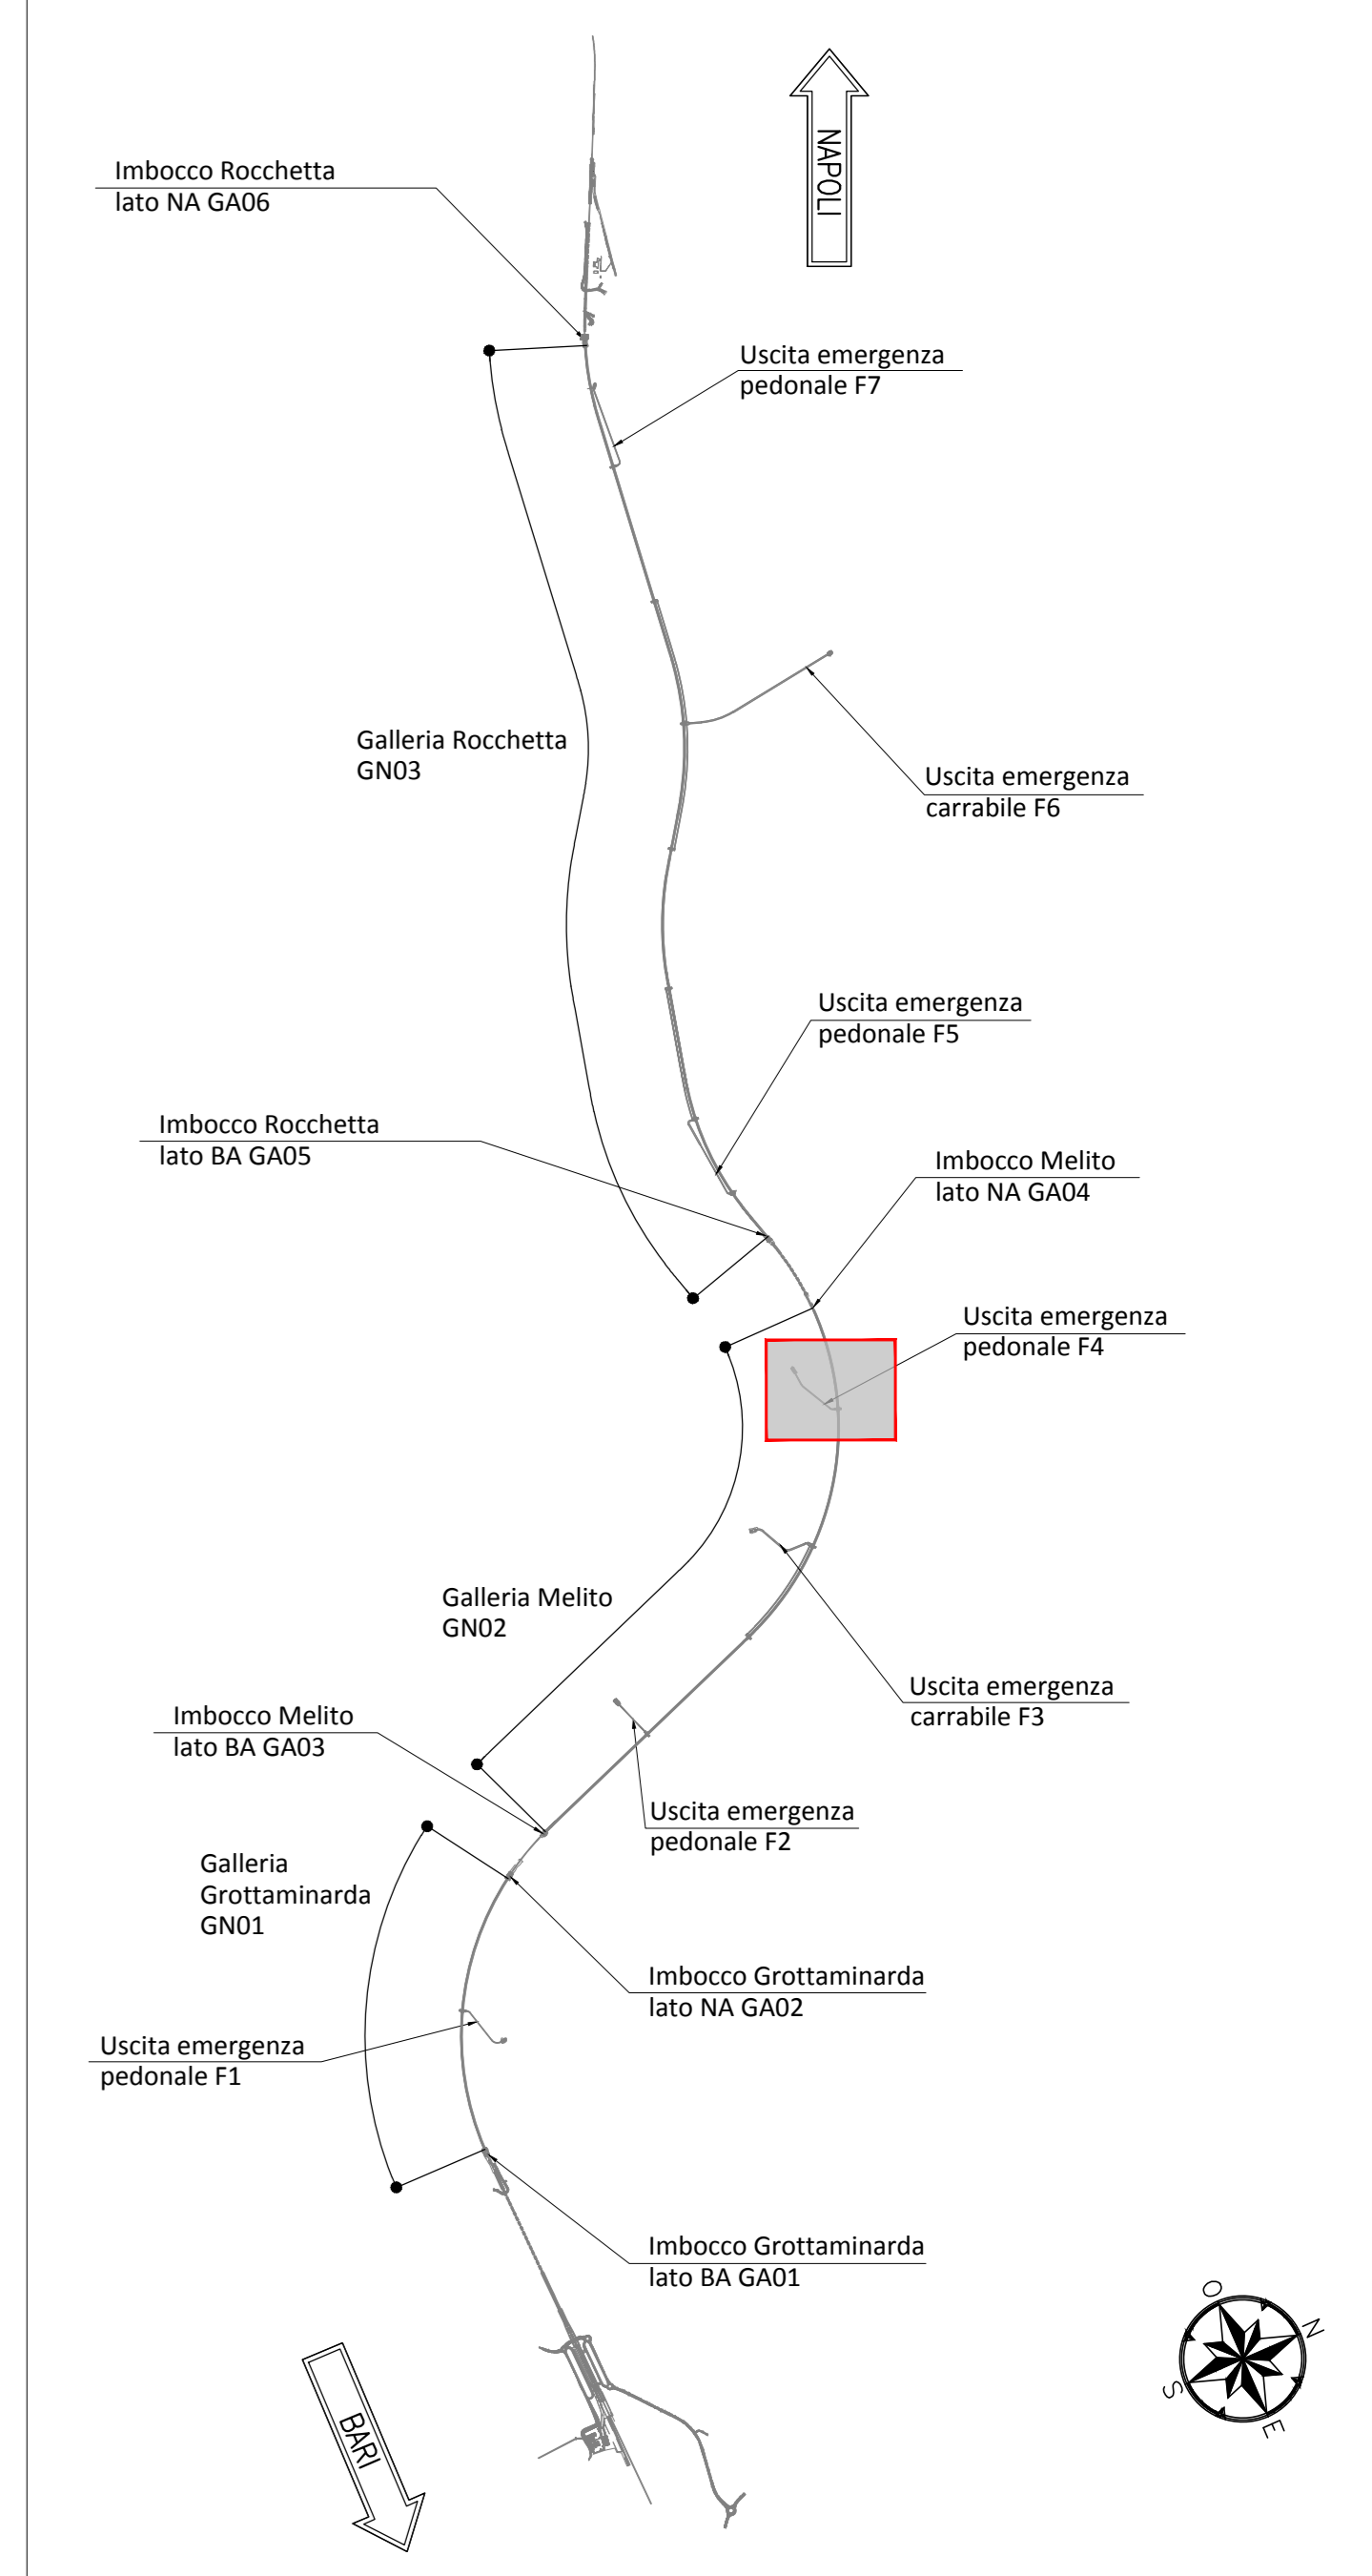 NAPOLI
Imbocco Rocchetta
lato NA GA06
Uscita emergenza
pedonale F7
Galleria Rocchetta
GN03
Uscita emergenza
carrabile F6
Uscita emergenza
pedonale F5
Imbocco Rocchetta
lato BA GA05
Imbocco Melito
lato NA GA04
Uscita emergenza
pedonale F4
Galleria Melito
GN02
Uscita emergenza
carrabile F3
Imbocco Melito
lato BA GA03
Uscita emergenza
pedonale F2
Galleria
Grottaminarda
GN01
Imbocco Grottaminarda
lato NA GA02
Uscita emergenza
pedonale F1
Imbocco Grottaminarda
lato BA GA01
O
N
S
E
BARI